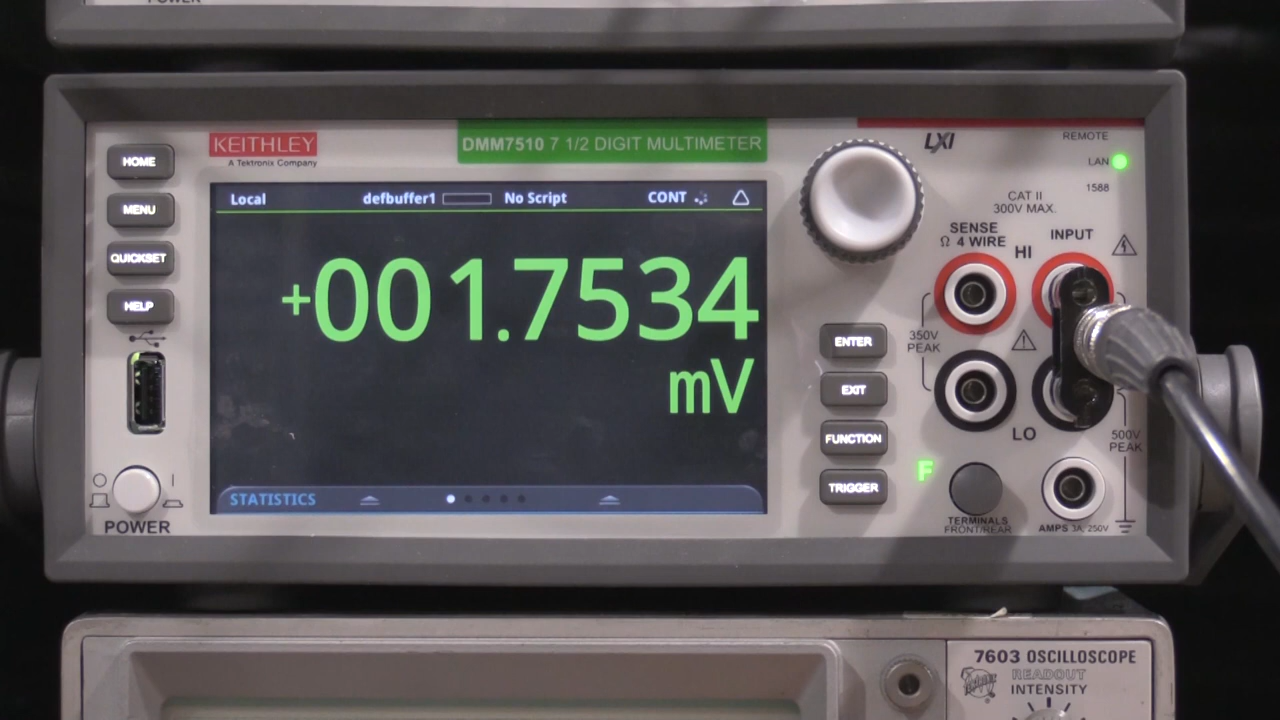 POWER
KEITHLEY
A Tektronix Company
DMM7510 7 1/2 DIGIT MULTIMETER
LXI
REMOTE
LAN
1588
HOME
MENU
QUICKSET
HELP
POWER
Local defbuffer1 No Script CONT
+001.7534
mV
STATISTICS
ENTER
EXIT
FUNCTION
TRIGGER
CAT II
300V MAX.
SENSE
Ω 4 WIRE
HI
INPUT
350V
PEAK
LO
500V
PEAK
F
TERMINALS
FRONT/REAR
AMPS 3A, 250V
7603 OSCILLOSCOPE
READOUT
INTENSITY